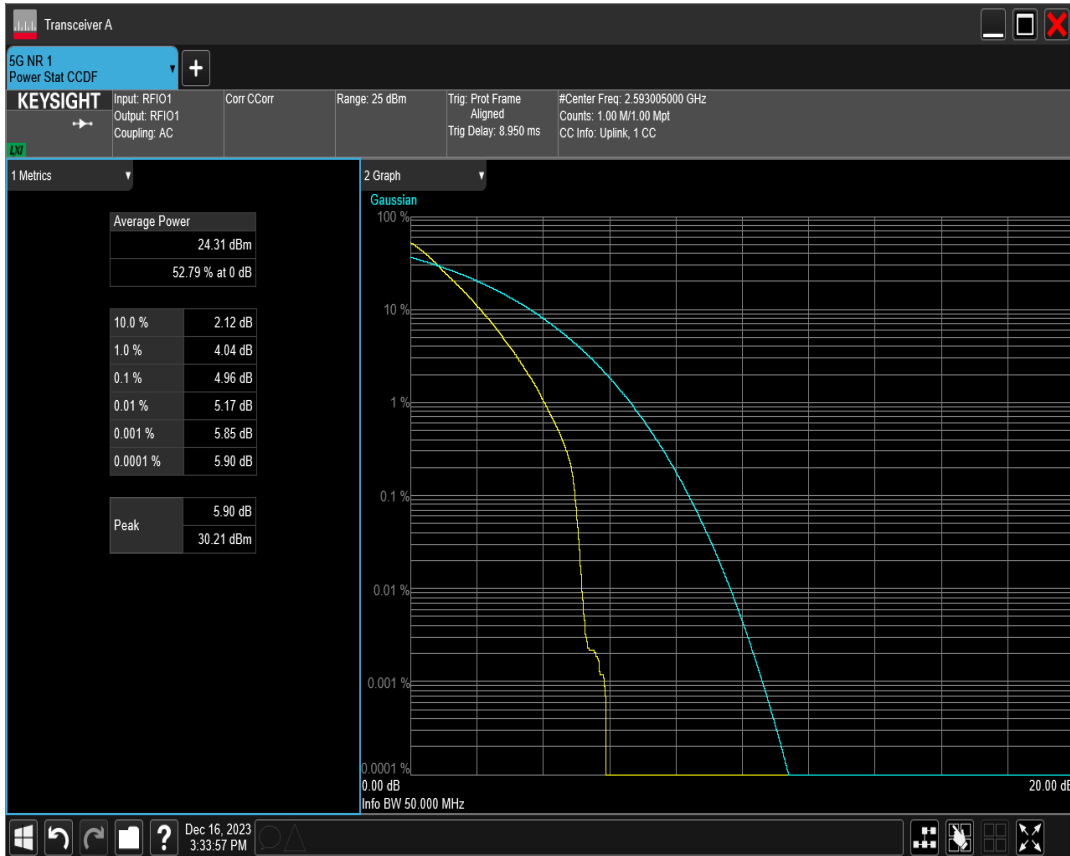 Transceiver A
5G NR 1
Power Stat CCDF
KEYSIGHT
LXI
Input: RFIO1
Output: RFIO1
Coupling: AC
Corr CCorr
Range: 25 dBm
Trig: Prot Frame
Aligned
Trig Delay: 8.950 ms
#Center Freq: 2.593005000 GHz
Counts: 1.00 M/1.00 Mpt
CC Info: Uplink, 1 CC
1 Metrics
Average Power
24.31 dBm
52.79 % at 0 dB
10.0 % 2.12 dB
1.0 % 4.04 dB
0.1 % 4.96 dB
0.01 % 5.17 dB
0.001 % 5.85 dB
0.0001 % 5.90 dB
Peak
5.90 dB
30.21 dBm
2 Graph
Gaussian
100 %
10 %
1 %
0.1 %
0.01 %
0.001 %
0.0001 %
0.00 dB 20.00 dB
Info BW 50.000 MHz
?
Dec 16, 2023
3:33:57 PM